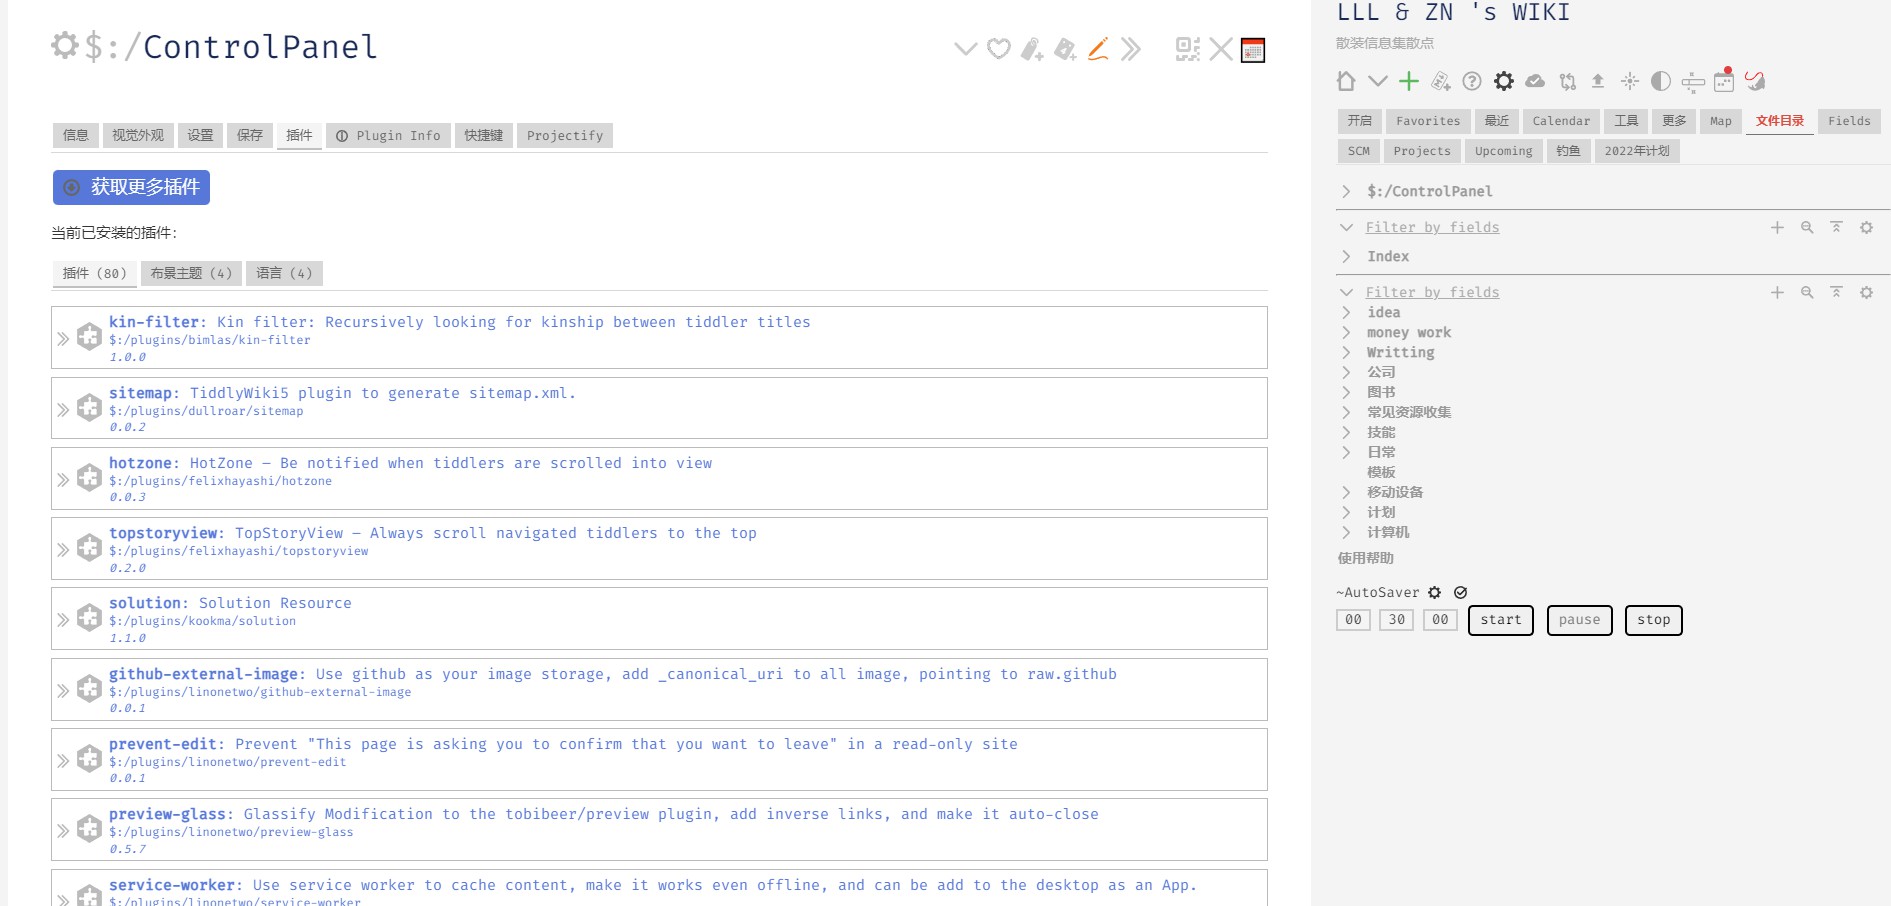 $:/ControlPanel
信息 视觉外观 设置 保存 插件 Plugin Info 快捷键 Projectify
获取更多插件
当前已安装的插件:
插件 (80) 布景主题 (4) 语言 (4)
kin-filter: Kin filter: Recursively looking for kinship between tiddler titles
$:/plugins/bimlas/kin-filter
1.0.0
sitemap: TiddlyWiki5 plugin to generate sitemap.xml.
$:/plugins/dullroar/sitemap
0.0.2
hotzone: HotZone — Be notified when tiddlers are scrolled into view
$:/plugins/felixhayashi/hotzone
0.0.3
topstoryview: TopStoryView — Always scroll navigated tiddlers to the top
$:/plugins/felixhayashi/topstoryview
0.2.0
solution: Solution Resource
$:/plugins/kookma/solution
1.1.0
github-external-image: Use github as your image storage, add _canonical_uri to all image, pointing to raw.github
$:/plugins/linonetwo/github-external-image
0.0.1
prevent-edit: Prevent "This page is asking you to confirm that you want to leave" in a read-only site
$:/plugins/linonetwo/prevent-edit
0.0.1
preview-glass: Glassify Modification to the tobibeer/preview plugin, add inverse links, and make it auto-close
$:/plugins/linonetwo/preview-glass
0.5.7
service-worker: Use service worker to cache content, make it works even offline, and can be add to the desktop as an App.
$:/plugins/linonetwo/service-worker
LLL & ZN 's WIKI
散装信息集散点
开启 Favorites 最近 Calendar 工具 更多 Map 文件目录 Fields
SCM Projects Upcoming 钓鱼 2022年计划
$:/ControlPanel
Filter by fields
Index
Filter by fields
idea
money work
Writting
公司
图书
常见资源收集
技能
日常
模板
移动设备
计划
计算机
使用帮助
~AutoSaver
00 30 00 start pause stop